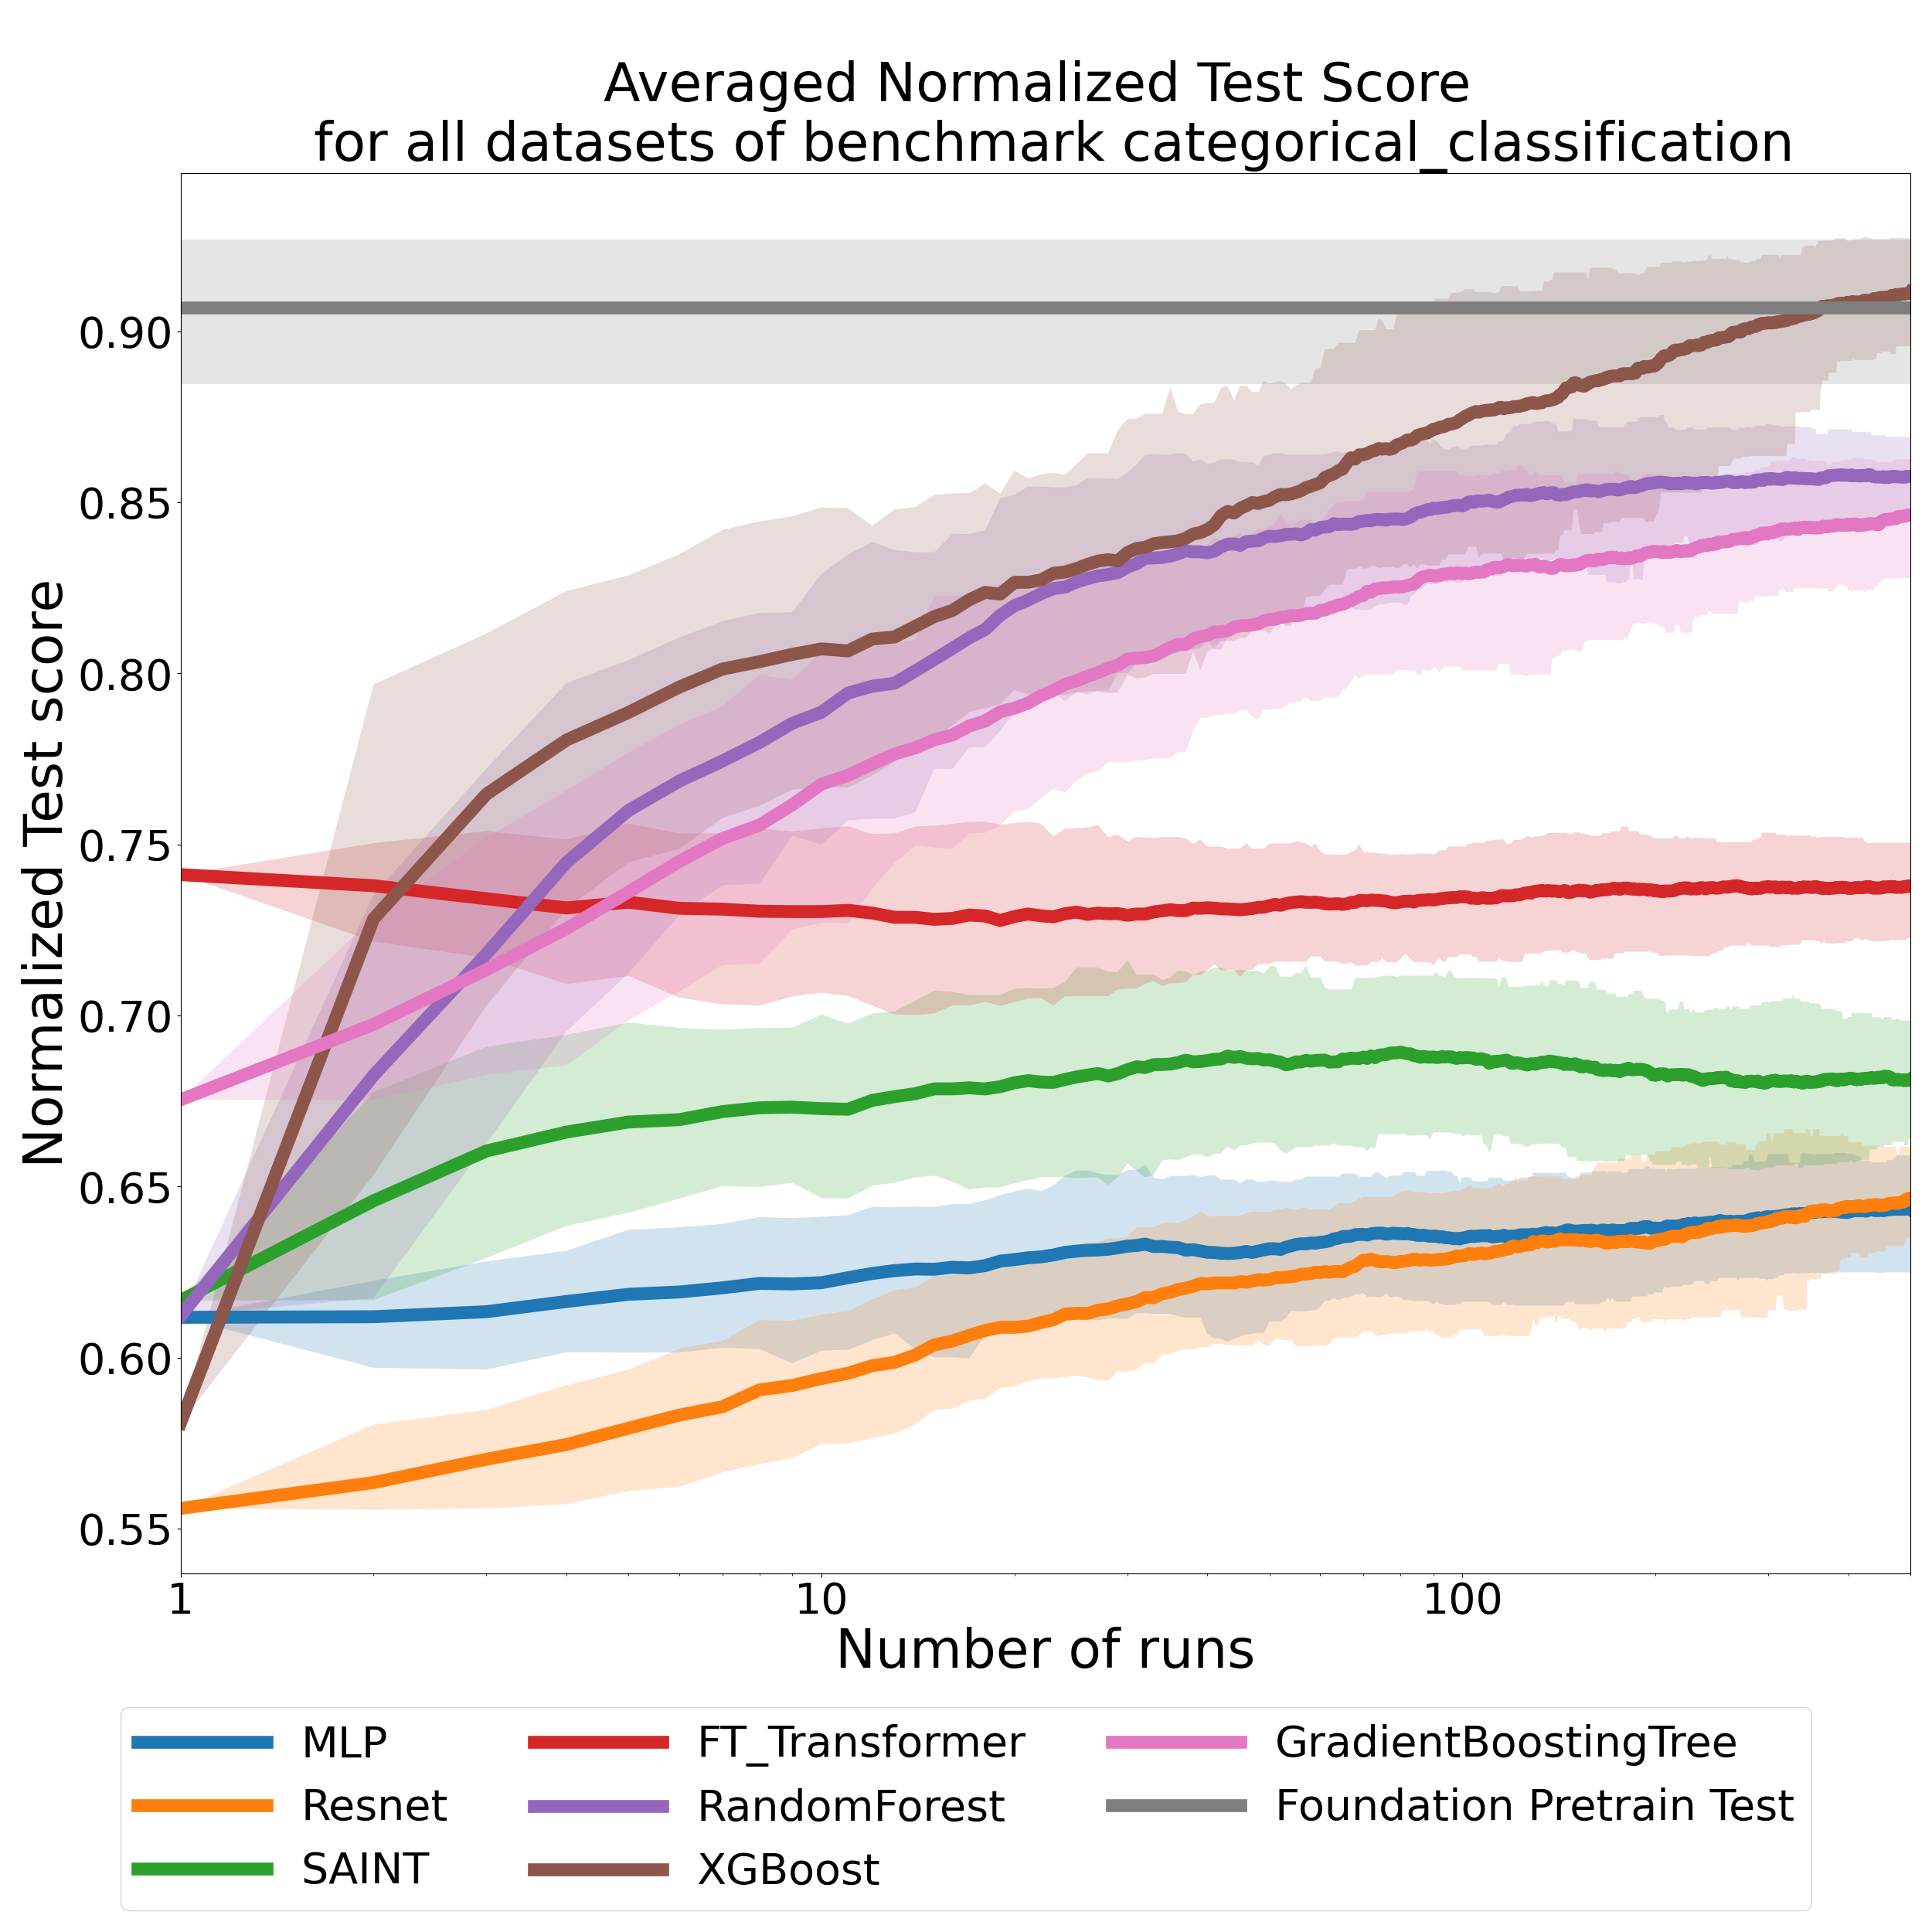 Averaged Normalized Test Score
for all datasets of benchmark categorical_classification
Normalized Test score
0.90
0.85
0.80
0.75
0.70
0.65
0.60
0.55
1
10
100
Number of runs
MLP
Resnet
SAINT
FT_Transformer
RandomForest
XGBoost
GradientBoostingTree
Foundation Pretrain Test